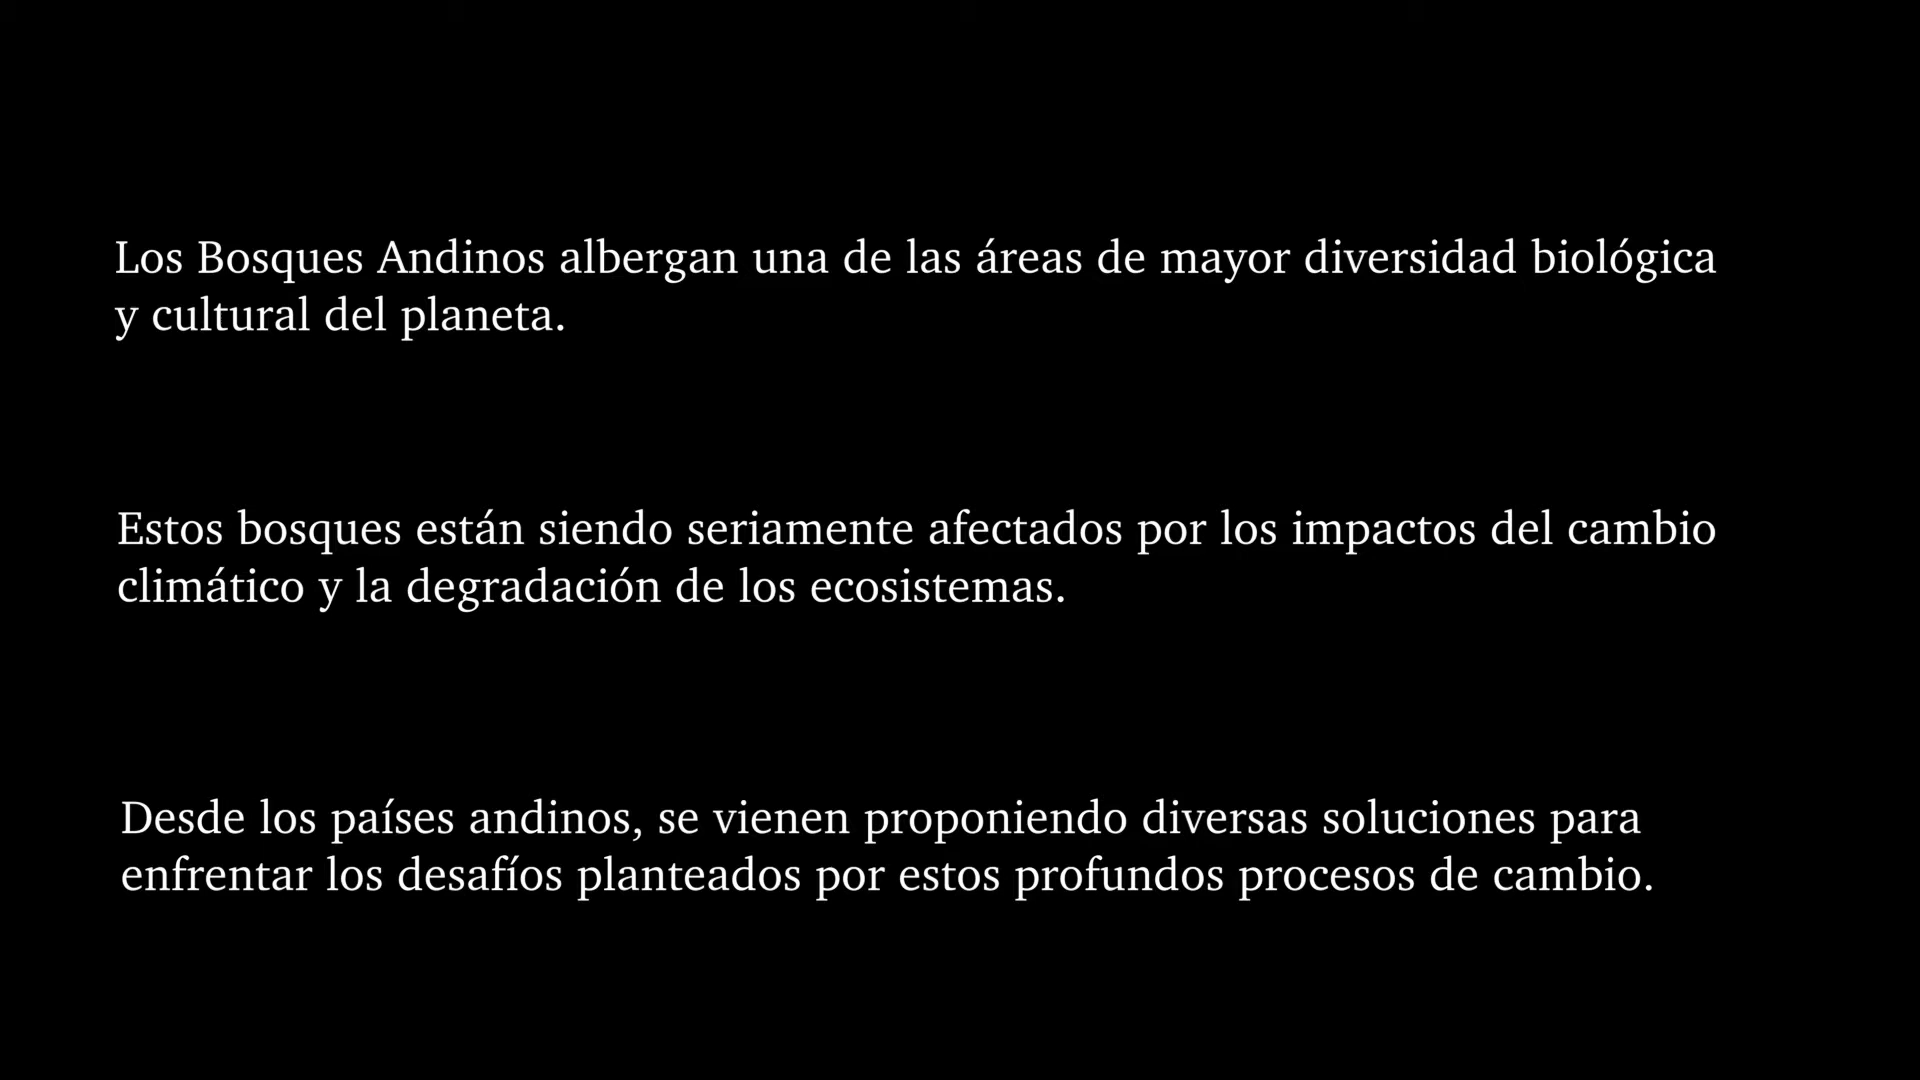 Los Bosques Andinos albergan una de las áreas de mayor diversidad biológica
y cultural del planeta.
Estos bosques están siendo seriamente afectados por los impactos del cambio
climático y la degradación de los ecosistemas.
Desde los países andinos, se vienen proponiendo diversas soluciones para
enfrentar los desafíos planteados por estos profundos procesos de cambio.